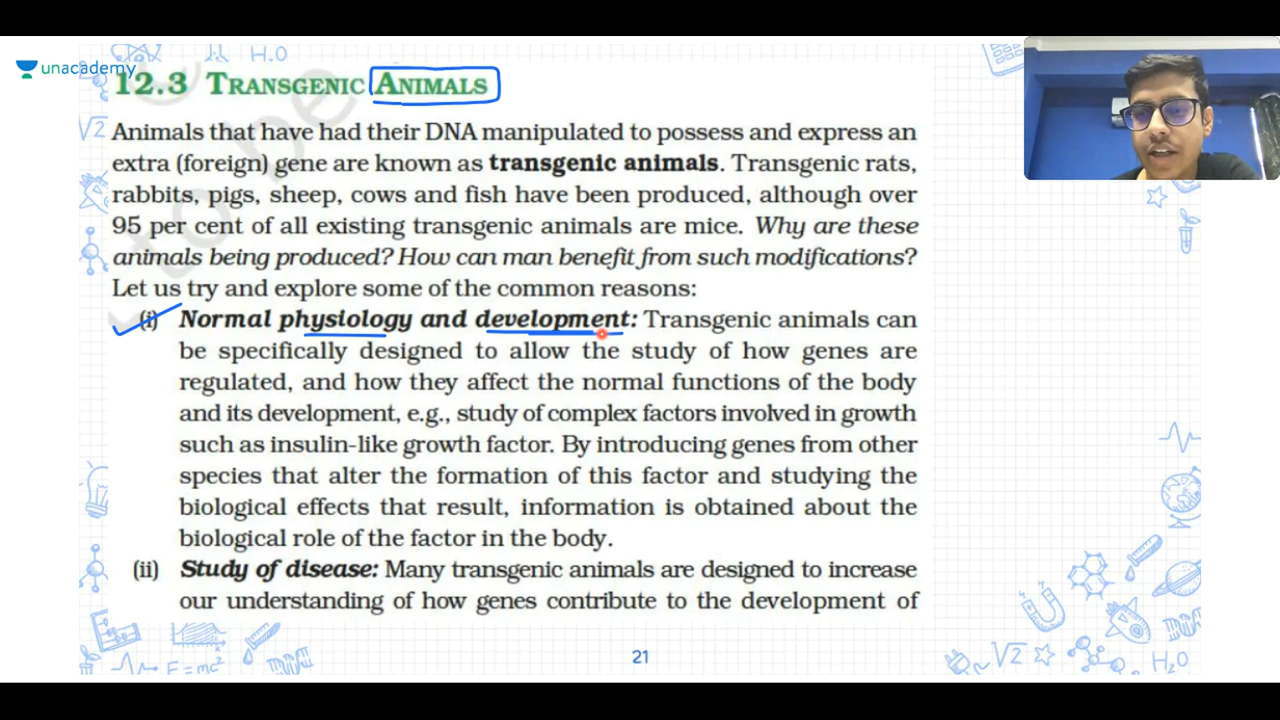 H.O
unacademy
12.3 TRANSGENIC ANIMALS
√2
Animals that have had their DNA manipulated to possess and express an
extra (foreign) gene are known as transgenic animals. Transgenic rats,
rabbits, pigs, sheep, cows and fish have been produced, although over
95 per cent of all existing transgenic animals are mice. Why are these
animals being produced? How can man benefit from such modifications?
Let us try and explore some of the common reasons:
(i) Normal physiology and development: Transgenic animals can
be specifically designed to allow the study of how genes are
regulated, and how they affect the normal functions of the body
and its development, e.g., study of complex factors involved in growth
such as insulin-like growth factor. By introducing genes from other
species that alter the formation of this factor and studying the
biological effects that result, information is obtained about the
biological role of the factor in the body.
(ii) Study of disease: Many transgenic animals are designed to increase
our understanding of how genes contribute to the development of
21
F=mc²
√2
H₂O